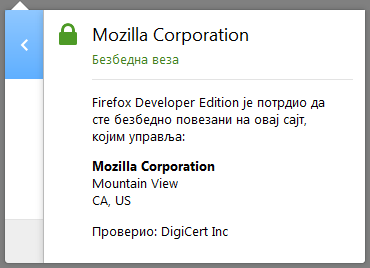 Mozilla Corporation
Безбедна веза
Firefox Developer Edition је потрдио да
сте безбедно повезани на овај сајт,
којим управља:
Mozilla Corporation
Mountain View
CA, US
Проверио: DigiCert Inc